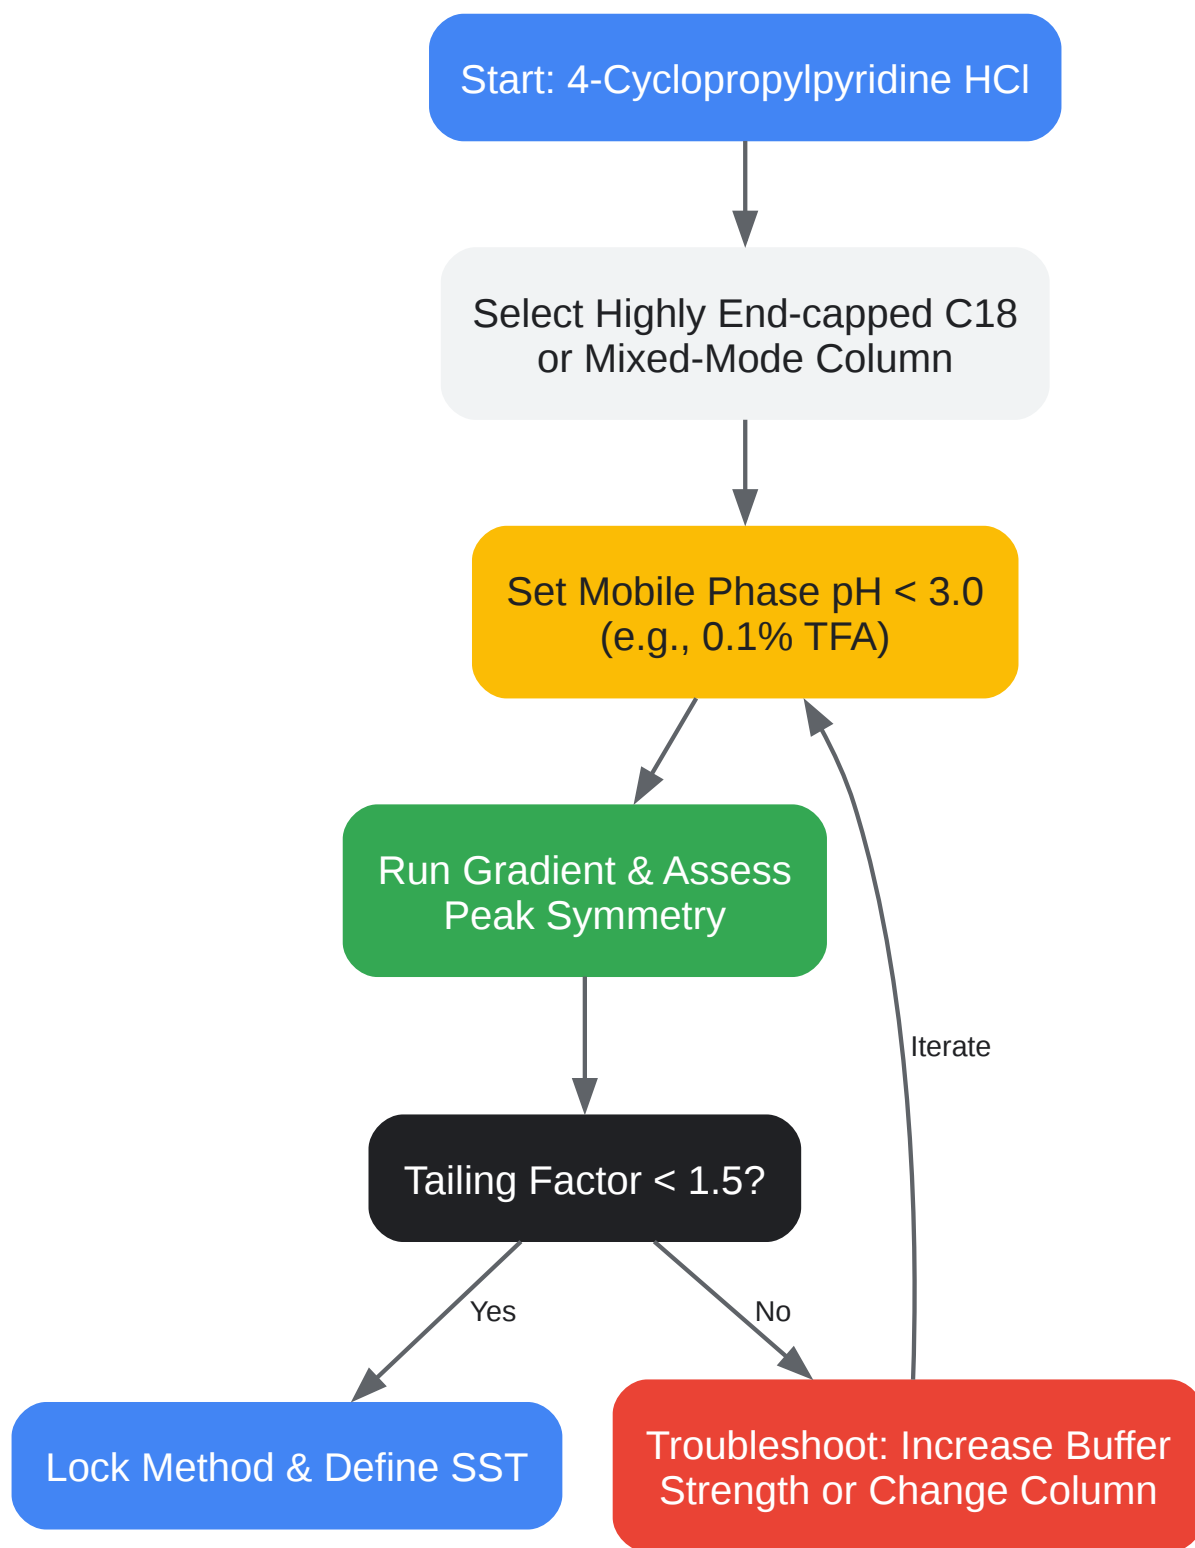 Start: 4-Cyclopropylpyridine HCl
Select Highly End-capped C18
or Mixed-Mode Column
Set Mobile Phase pH < 3.0
(e.g., 0.1% TFA)
Run Gradient & Assess
Peak Symmetry
Iterate
Tailing Factor < 1.5?
Yes
No
Lock Method & Define SST
Troubleshoot: Increase Buffer
Strength or Change Column